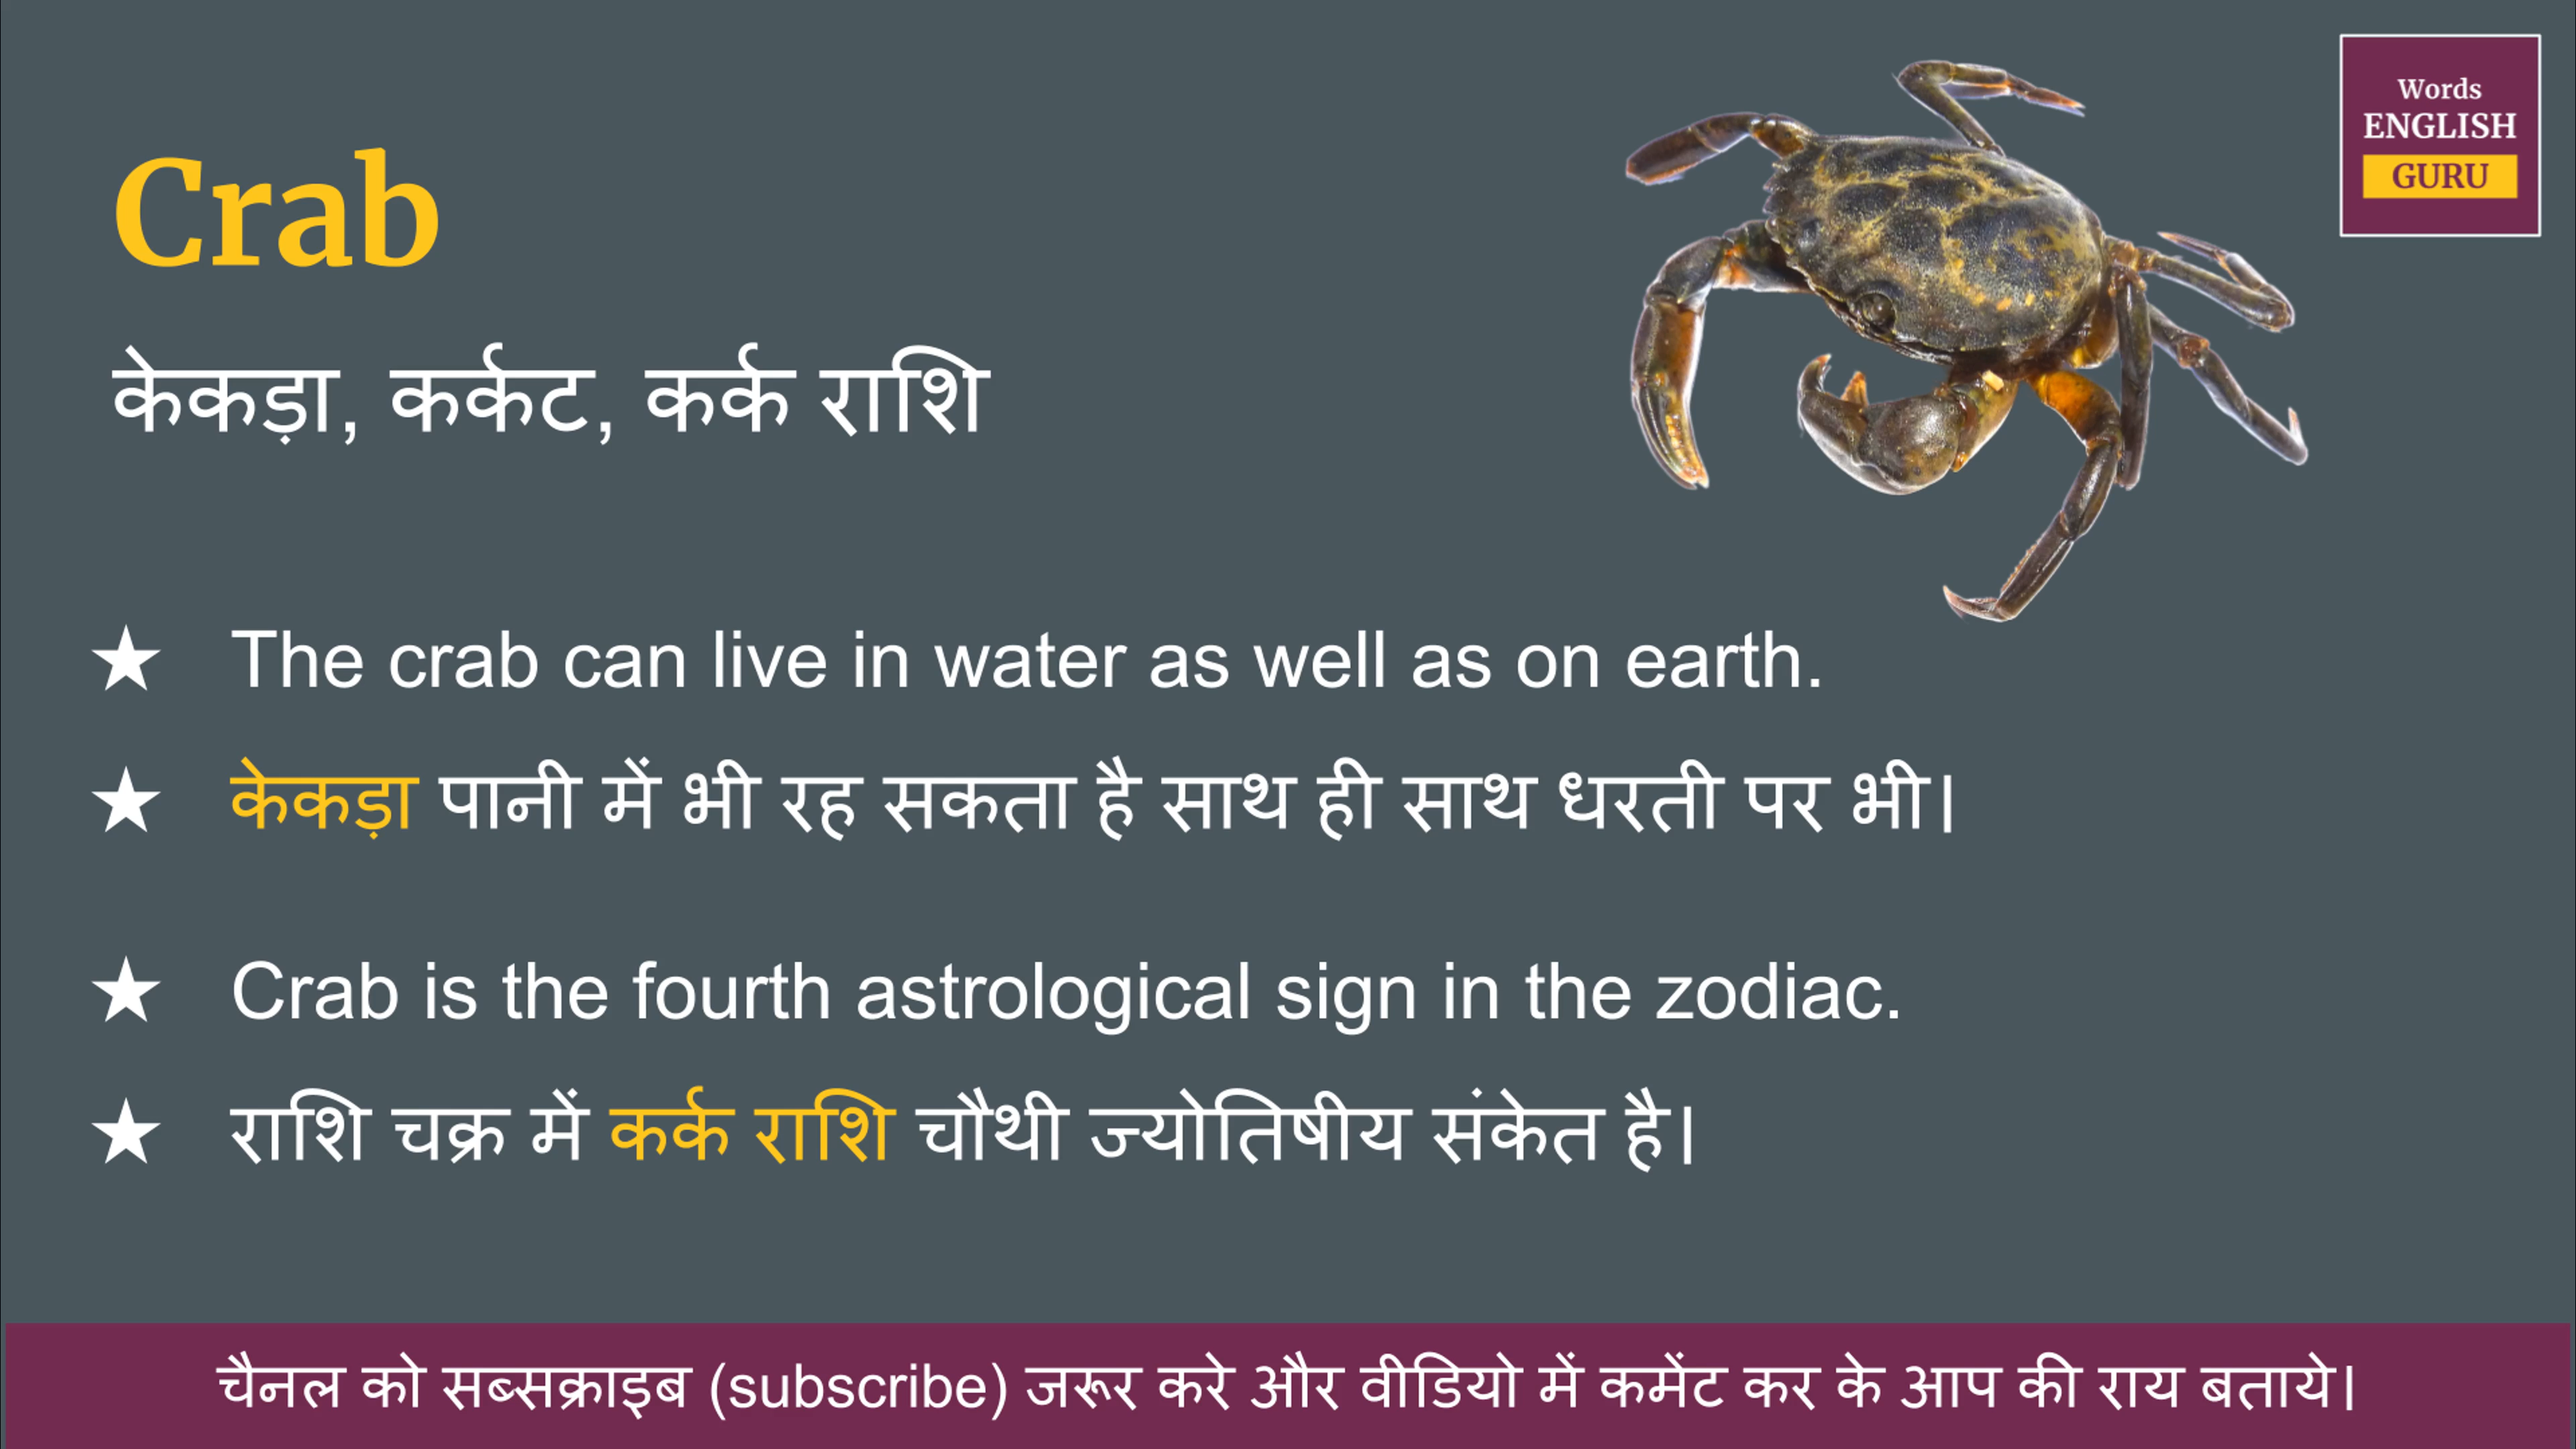 Words
ENGLISH
GURU
Crab
केकड़ा, कर्कट, कर्क राशि
★ The crab can live in water as well as on earth.
★ केकड़ा पानी में भी रह सकता है साथ ही साथ धरती पर भी।
★ Crab is the fourth astrological sign in the zodiac.
★ राशि चक्र में कर्क राशि चौथी ज्योतिषीय संकेत है।
चैनल को सब्सक्राइब (subscribe) जरूर करे और वीडियो में कमेंट कर के आप की राय बताये।